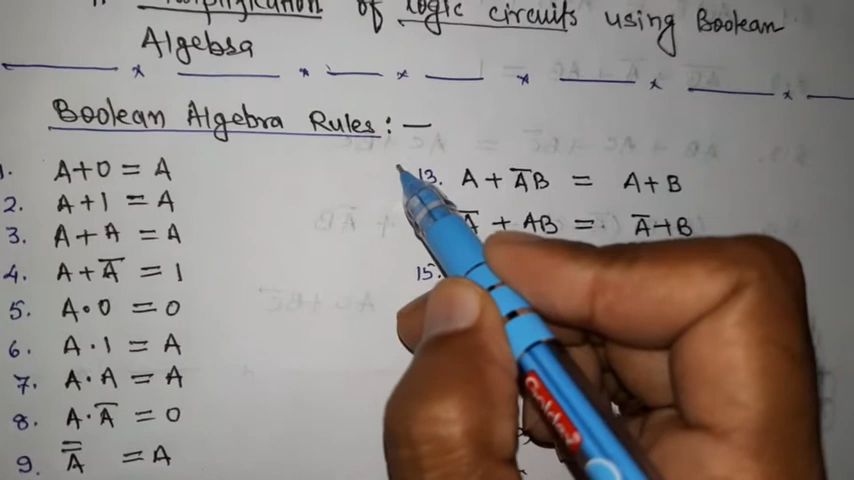 of logic circuits using Boolean
Algebra
Boolean Algebra Rules:—
1. A+0 = A
2. A+1 = A
3. A+A = A
4. A+A̅ = 1
5. A•0 = 0
6. A·1 = A
7. A·A = A
8. A·A̅ = 0
9. A̿ = A
13. A + A̅B = A+B
A̅ + AB = A̅+B
15.